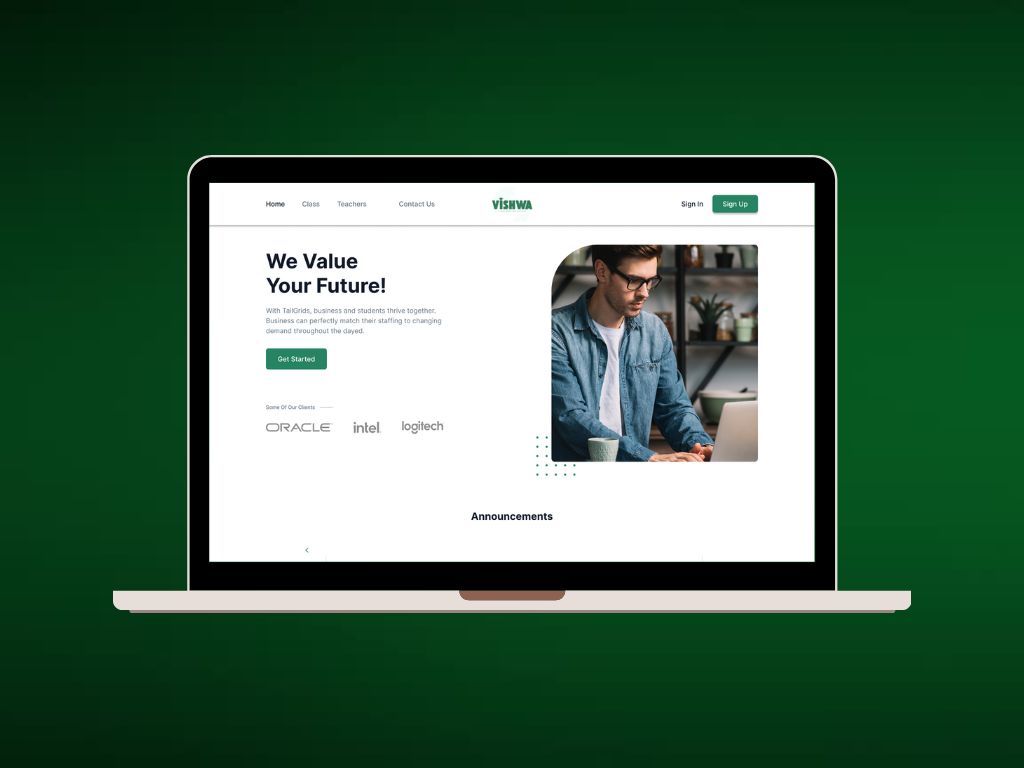 Home Class Teachers Contact Us
ViSHWA
Sign In Sign Up
We Value
Your Future!
With TailGrids, business and students thrive together.
Business can perfectly match their staffing to changing
demand throughout the dayed.
Get Started
Some Of Our Clients
ORACLE
intel.
logitech
Announcements